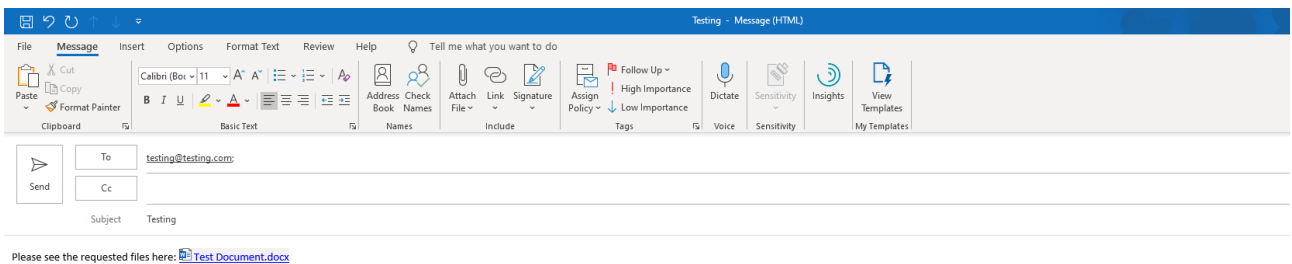 Testing - Message (HTML)
File Message Insert Options Format Text Review Help Tell me what you want to do
Paste
Cut
Copy
Format Painter
Clipboard
Calibri (Boc 11
B I U
Basic Text
Address Book
Check Names
Names
Attach File
Link
Signature
Include
Assign Policy
Follow Up
High Importance
Low Importance
Tags
Dictate
Voice
Sensitivity
Sensitivity
Insights
View Templates
My Templates
Send
To testing@testing.com;
Cc
Subject Testing
Please see the requested files here: Test Document.docx